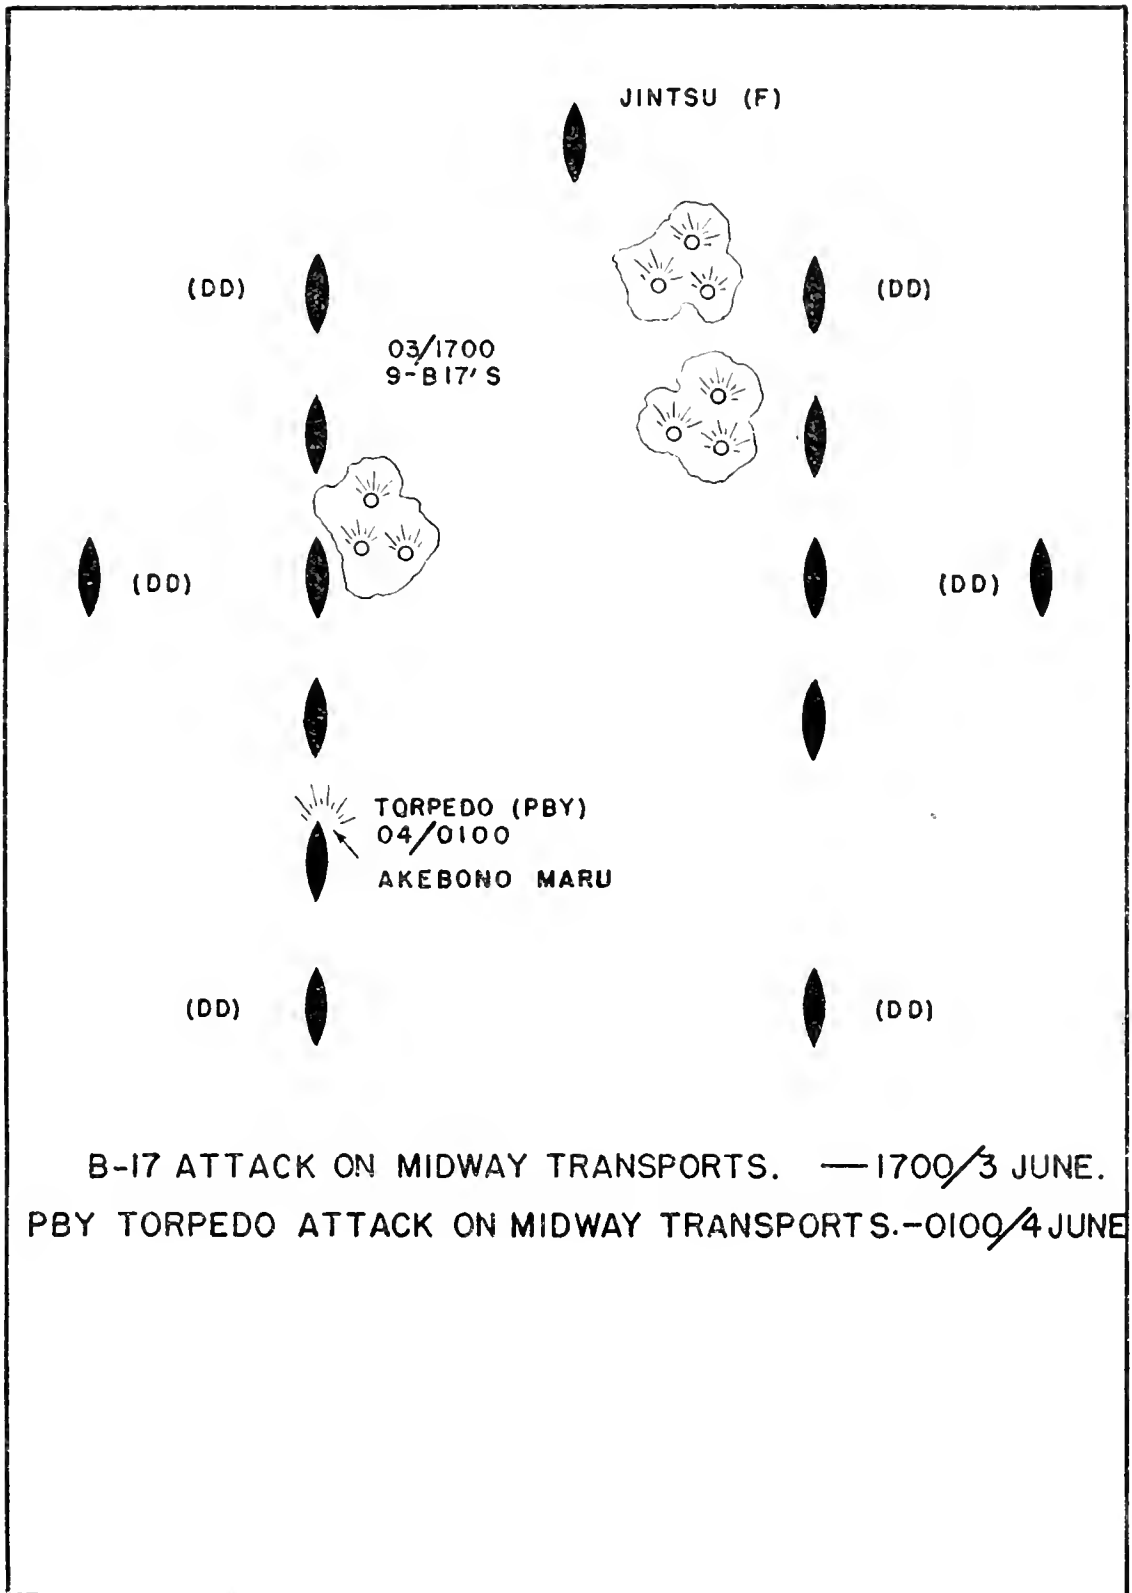 JINTSU (F)
(DD)
(DD)
03/1700
9-B17'S
(DD)
(DD)
TORPEDO (PBY)
04/0100
AKEBONO MARU
(DD)
(DD)
B-17 ATTACK ON MIDWAY TRANSPORTS. — 1700/3 JUNE.
PBY TORPEDO ATTACK ON MIDWAY TRANSPORTS.-0100/4 JUNE